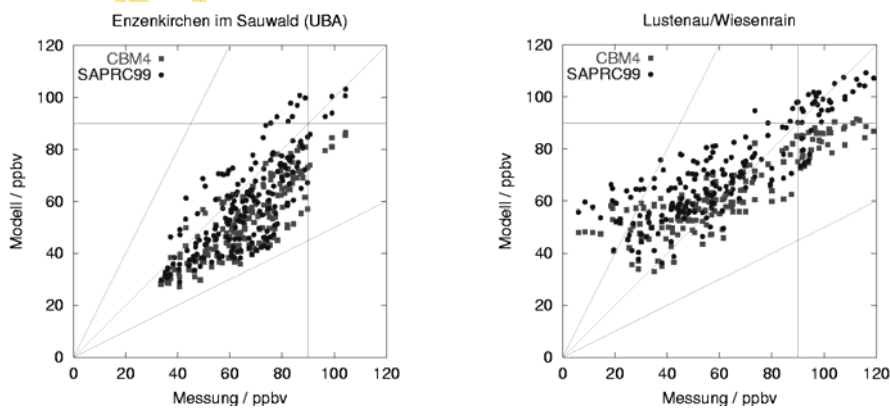 Enzenkirchen im Sauwald (UBA)
120
100
80
60
40
20
0
Modell / ppbv
CBM4
SAPRC99
0 20 40 60 80 100 120
Messung / ppbv
Lustenau/Wiesenrain
120
100
80
60
40
20
0
Modell / ppbv
CBM4
SAPRC99
0 20 40 60 80 100 120
Messung / ppbv